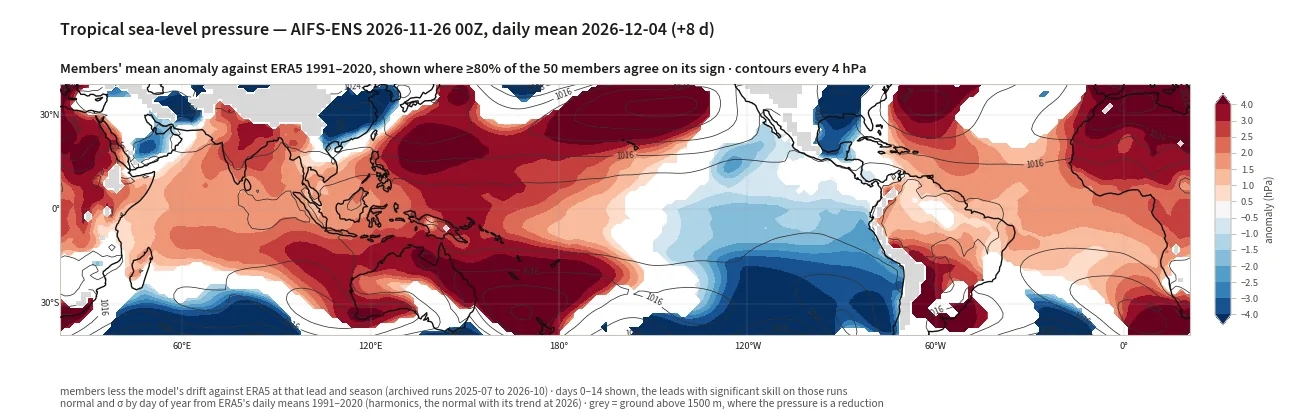 Tropical sea-level pressure — AIFS-ENS 2026-11-26 00Z, daily mean 2026-12-04 (+8 d)
Members' mean anomaly against ERA5 1991–2020, shown where ≥80% of the 50 members agree on its sign · contours every 4 hPa
1024
1016
30°N
1016
1016
0°
1016
1016
30°S
1016
60°E
120°E
180°
120°W
60°W
0°
4.0
3.0
2.0
1.5
1.0
0.5
−0.5
−1.0
−1.5
−2.0
−3.0
−4.0
anomaly (hPa)
members less the model's drift against ERA5 at that lead and season (archived runs 2025-07 to 2026-10) · days 0–14 shown, the leads with significant skill on those runs
normal and σ by day of year from ERA5's daily means 1991–2020 (harmonics, the normal with its trend at 2026) · grey = ground above 1500 m, where the pressure is a reduction